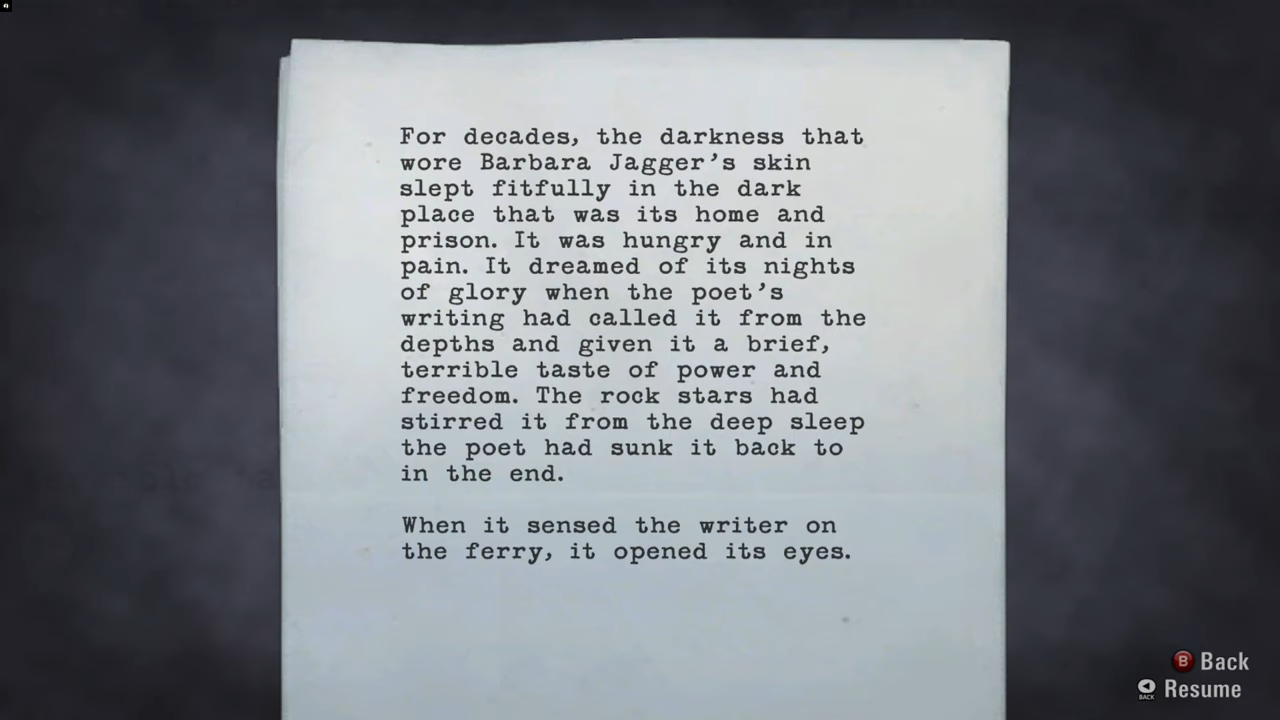 For decades, the darkness that
wore Barbara Jagger’s skin
slept fitfully in the dark
place that was its home and
prison. It was hungry and in
pain. It dreamed of its nights
of glory when the poet’s
writing had called it from the
depths and given it a brief,
terrible taste of power and
freedom. The rock stars had
stirred it from the deep sleep
the poet had sunk it back to
in the end.
When it sensed the writer on
the ferry, it opened its eyes.
B Back
BACK Resume